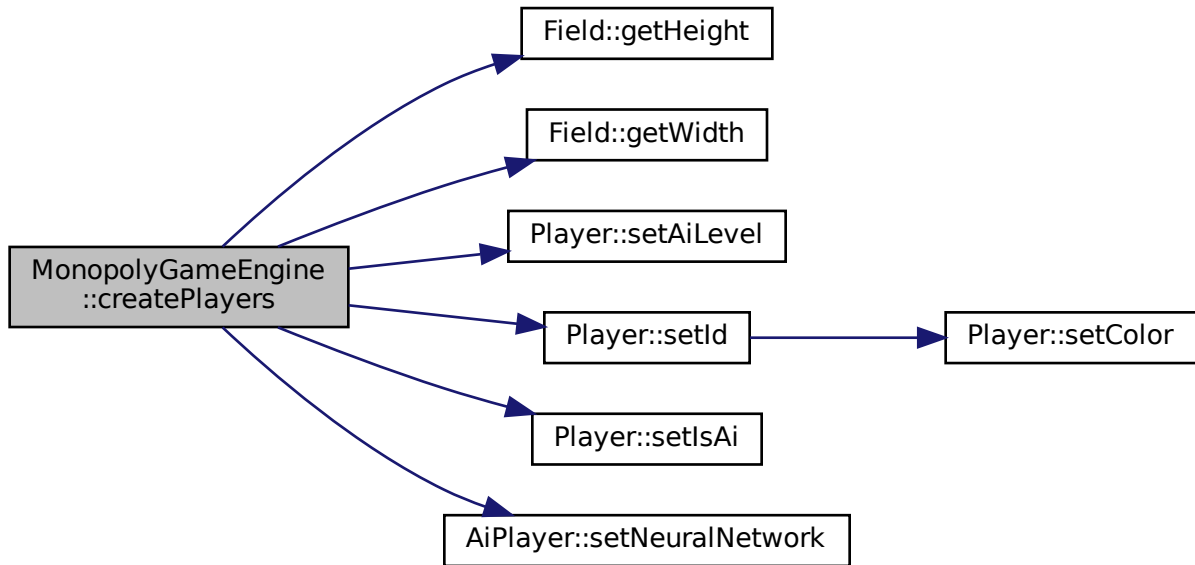 Field::getHeight
Field::getWidth
Player::setAiLevel
MonopolyGameEngine
::createPlayers
Player::setId
Player::setColor
Player::setIsAi
AiPlayer::setNeuralNetwork